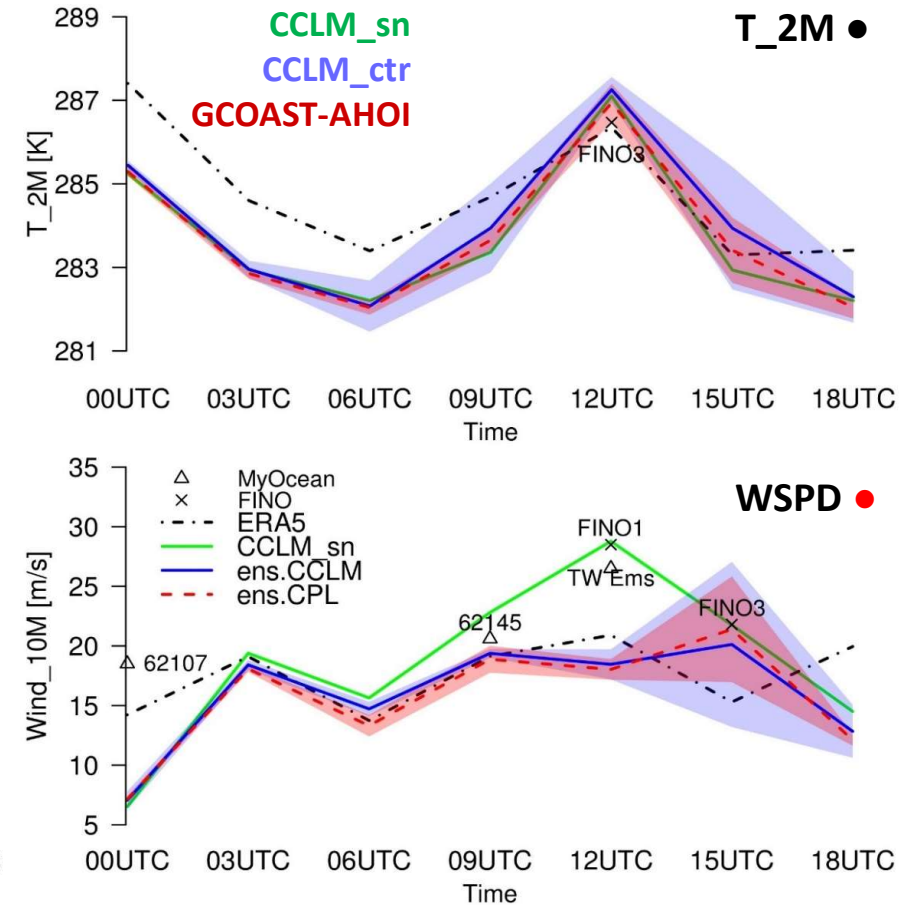 289
CCLM_sn
T_2M ●
CCLM_ctr
287
GCOAST-AHOI
FINO3
T_2M [K]
285
283
281
00UTC 03UTC 06UTC 09UTC 12UTC 15UTC 18UTC
Time
35
MyOcean
WSPD ●
FINO
30
ERA5
FINO1
CCLM_sn
25
ens.CCLM
TW Ems
ens.CPL
FINO3
62145
Wind_10M [m/s]
20
62107
15
10
5
00UTC 03UTC 06UTC 09UTC 12UTC 15UTC 18UTC
Time